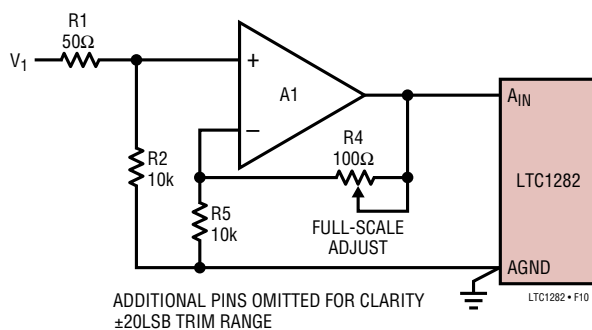 R1
50Ω
V1
+
A1
−
AIN
R4
100Ω
R2
10k
LTC1282
R5
10k
FULL-SCALE
ADJUST
AGND
LTC1282 • F10
ADDITIONAL PINS OMITTED FOR CLARITY
±20LSB TRIM RANGE